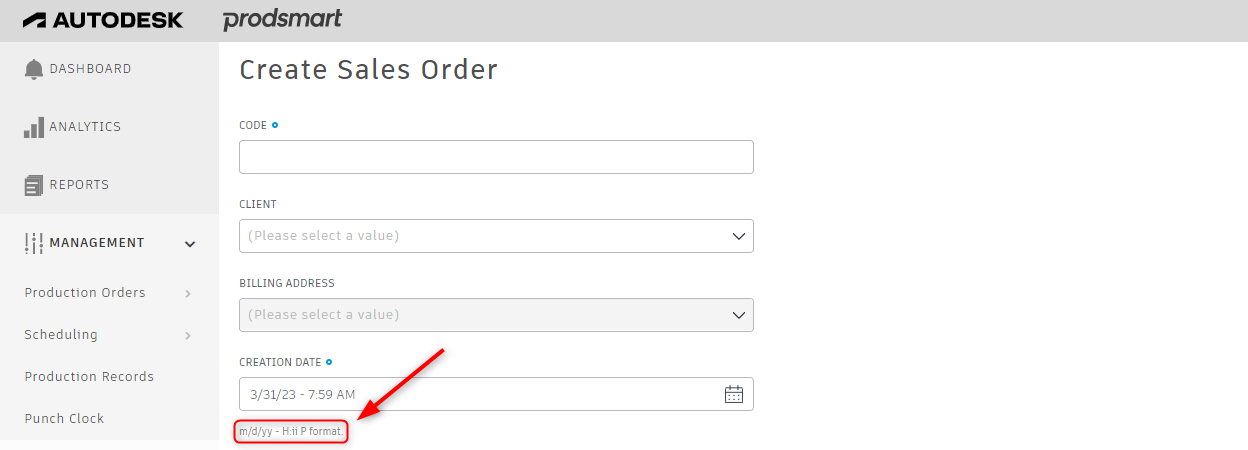 AUTODESK prodsmart
DASHBOARD
ANALYTICS
REPORTS
MANAGEMENT
Production Orders
Scheduling
Production Records
Punch Clock
Create Sales Order
CODE
CLIENT
(Please select a value)
BILLING ADDRESS
(Please select a value)
CREATION DATE
3/31/23 - 7:59 AM
m/d/yy - H:ii P format.